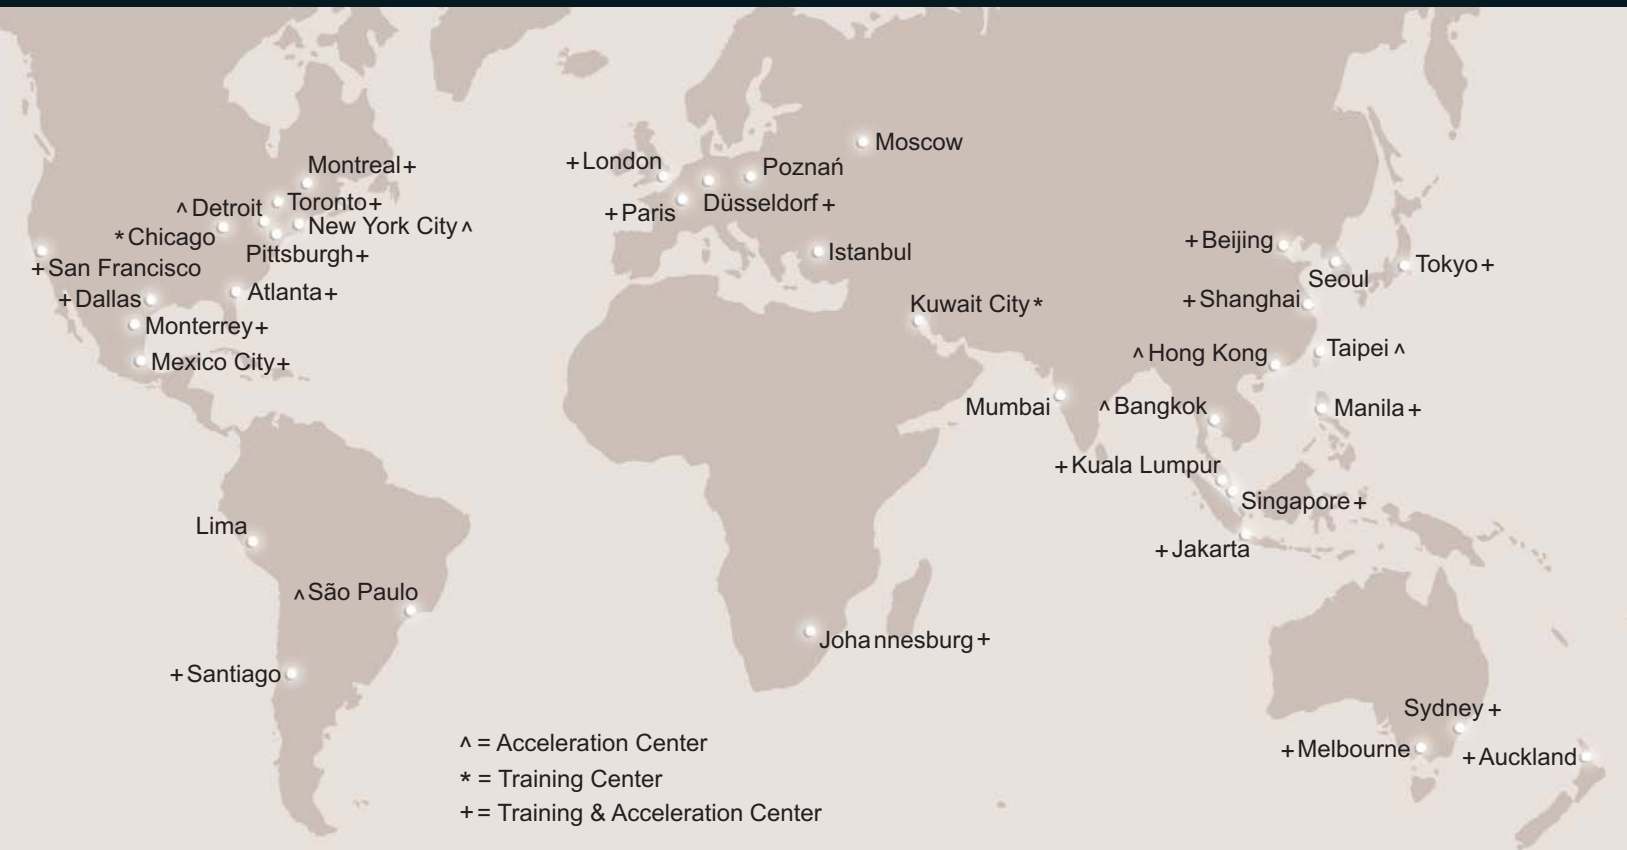 Moscow
Montreal+
+London
Poznań
^Detroit
Toronto+
+Paris
Düsseldorf+
*Chicago
New York City^
Pittsburgh+
Istanbul
+Beijing
+San Francisco
Seoul
Tokyo+
+Dallas
Atlanta+
Kuwait City*
+Shanghai
Monterrey+
^Hong Kong
Taipei^
Mexico City+
Mumbai
^Bangkok
Manila+
+Kuala Lumpur
Singapore+
Lima
+Jakarta
^São Paulo
Johannesburg+
+Santiago
Sydney+
+Melbourne
+Auckland
^ = Acceleration Center
* = Training Center
+ = Training & Acceleration Center